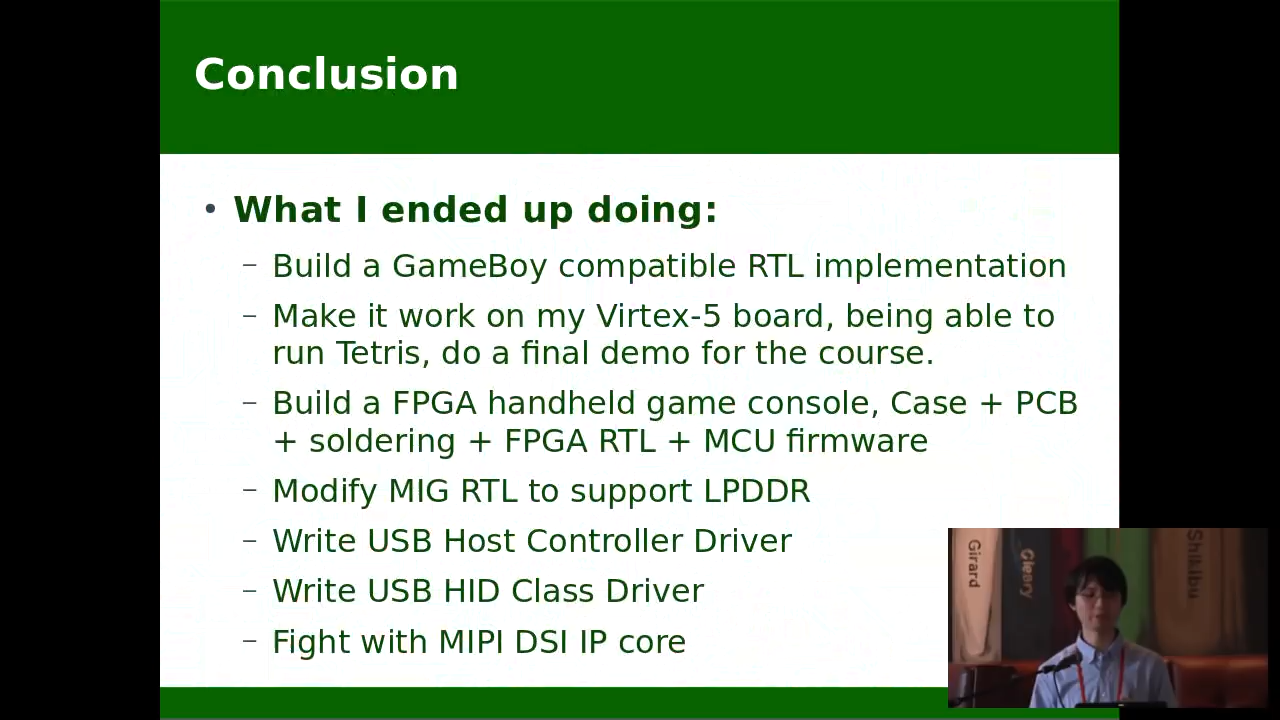 Conclusion
• What I ended up doing:
– Build a GameBoy compatible RTL implementation
– Make it work on my Virtex-5 board, being able to
run Tetris, do a final demo for the course.
– Build a FPGA handheld game console, Case + PCB
+ soldering + FPGA RTL + MCU firmware
– Modify MIG RTL to support LPDDR
– Write USB Host Controller Driver
– Write USB HID Class Driver
– Fight with MIPI DSI IP core
Girard
Cleary
Shikibu